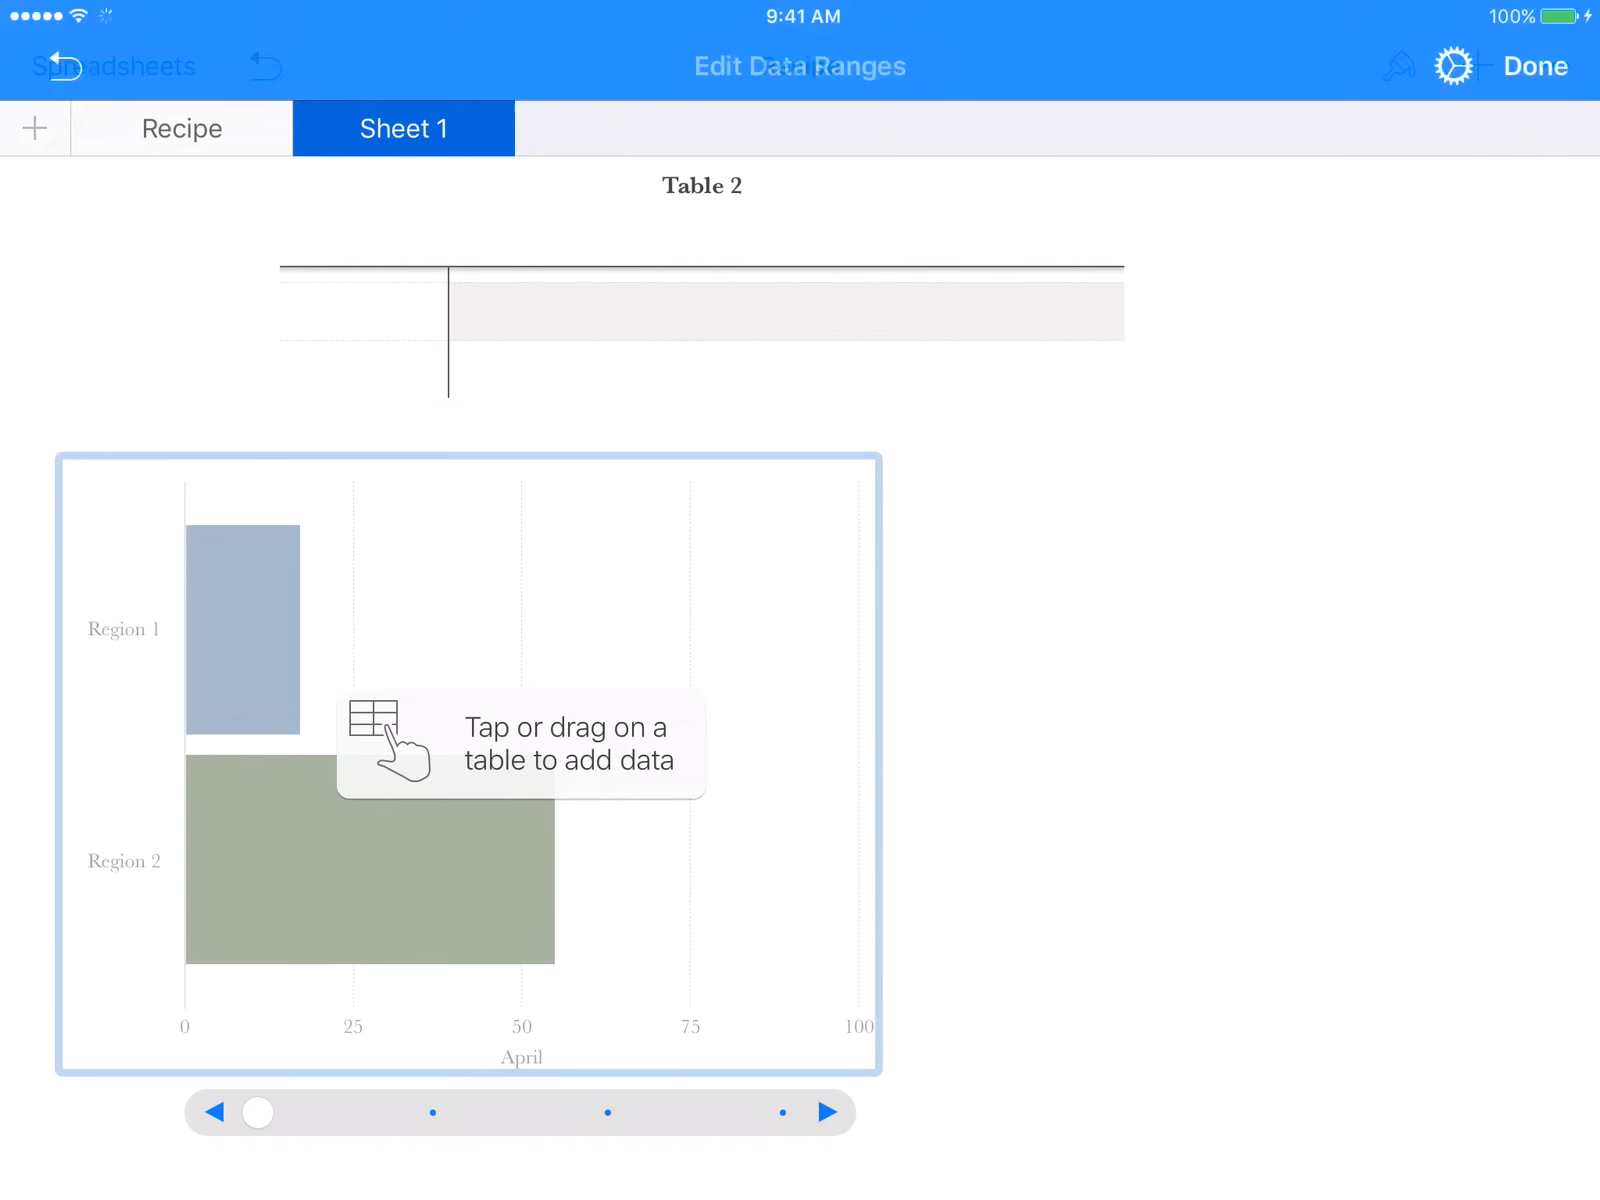 9:41 AM
100%
Spreadsheets
Edit Data Ranges
Done
Recipe
Sheet 1
Table 2
Region 1
Tap or drag on a
table to add data
Region 2
0 25 50 75 100
April